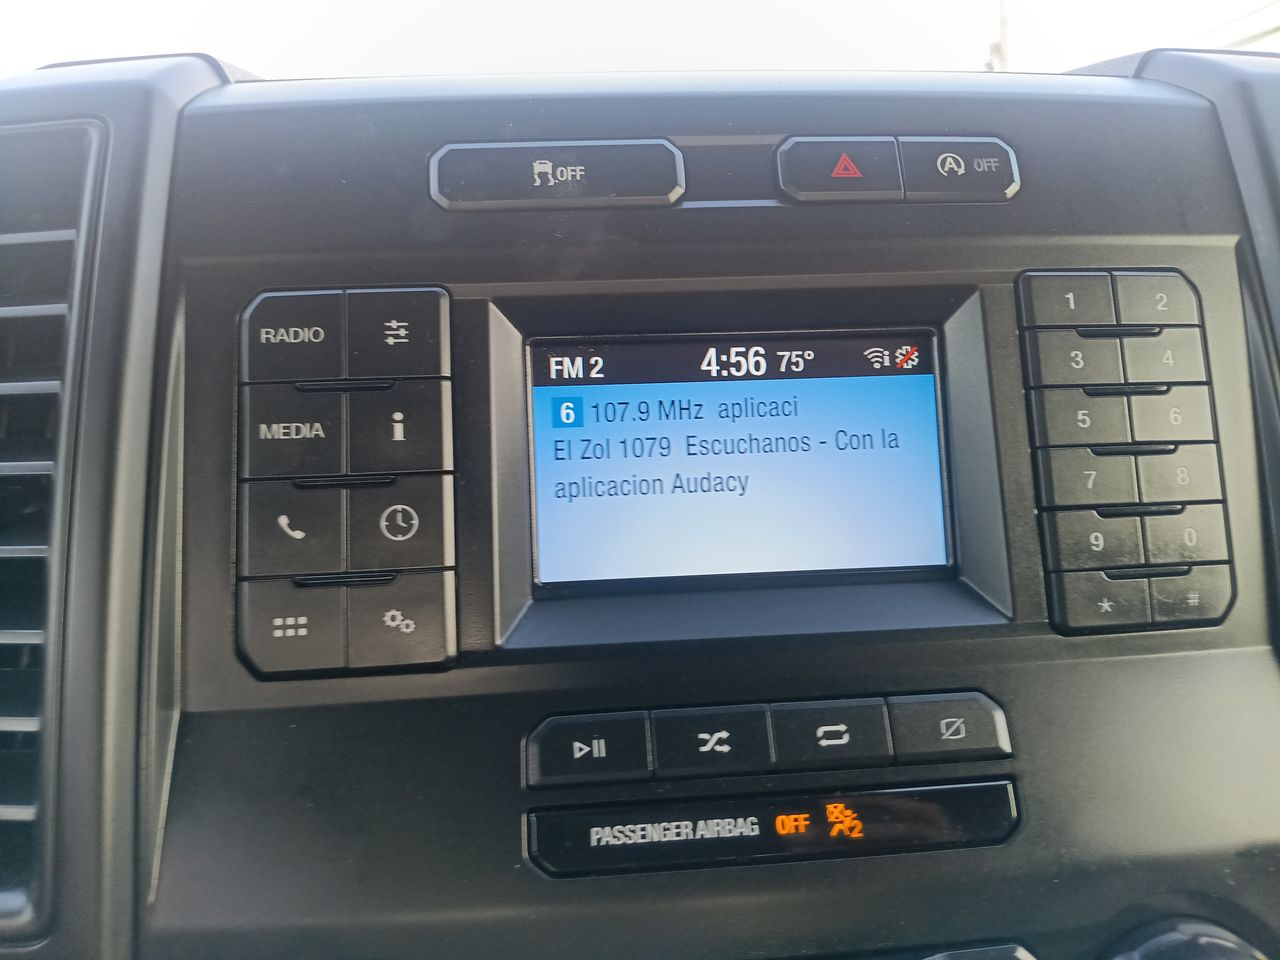 OFF
OFF
RADIO
MEDIA
FM 2 4:56 75°
6 107.9 MHz aplicaci
El Zol 1079 Escuchanos - Con la
aplicacion Audacy
1 2
3 4
5 6
7 8
9 0
* #
PASSENGER AIRBAG OFF 2